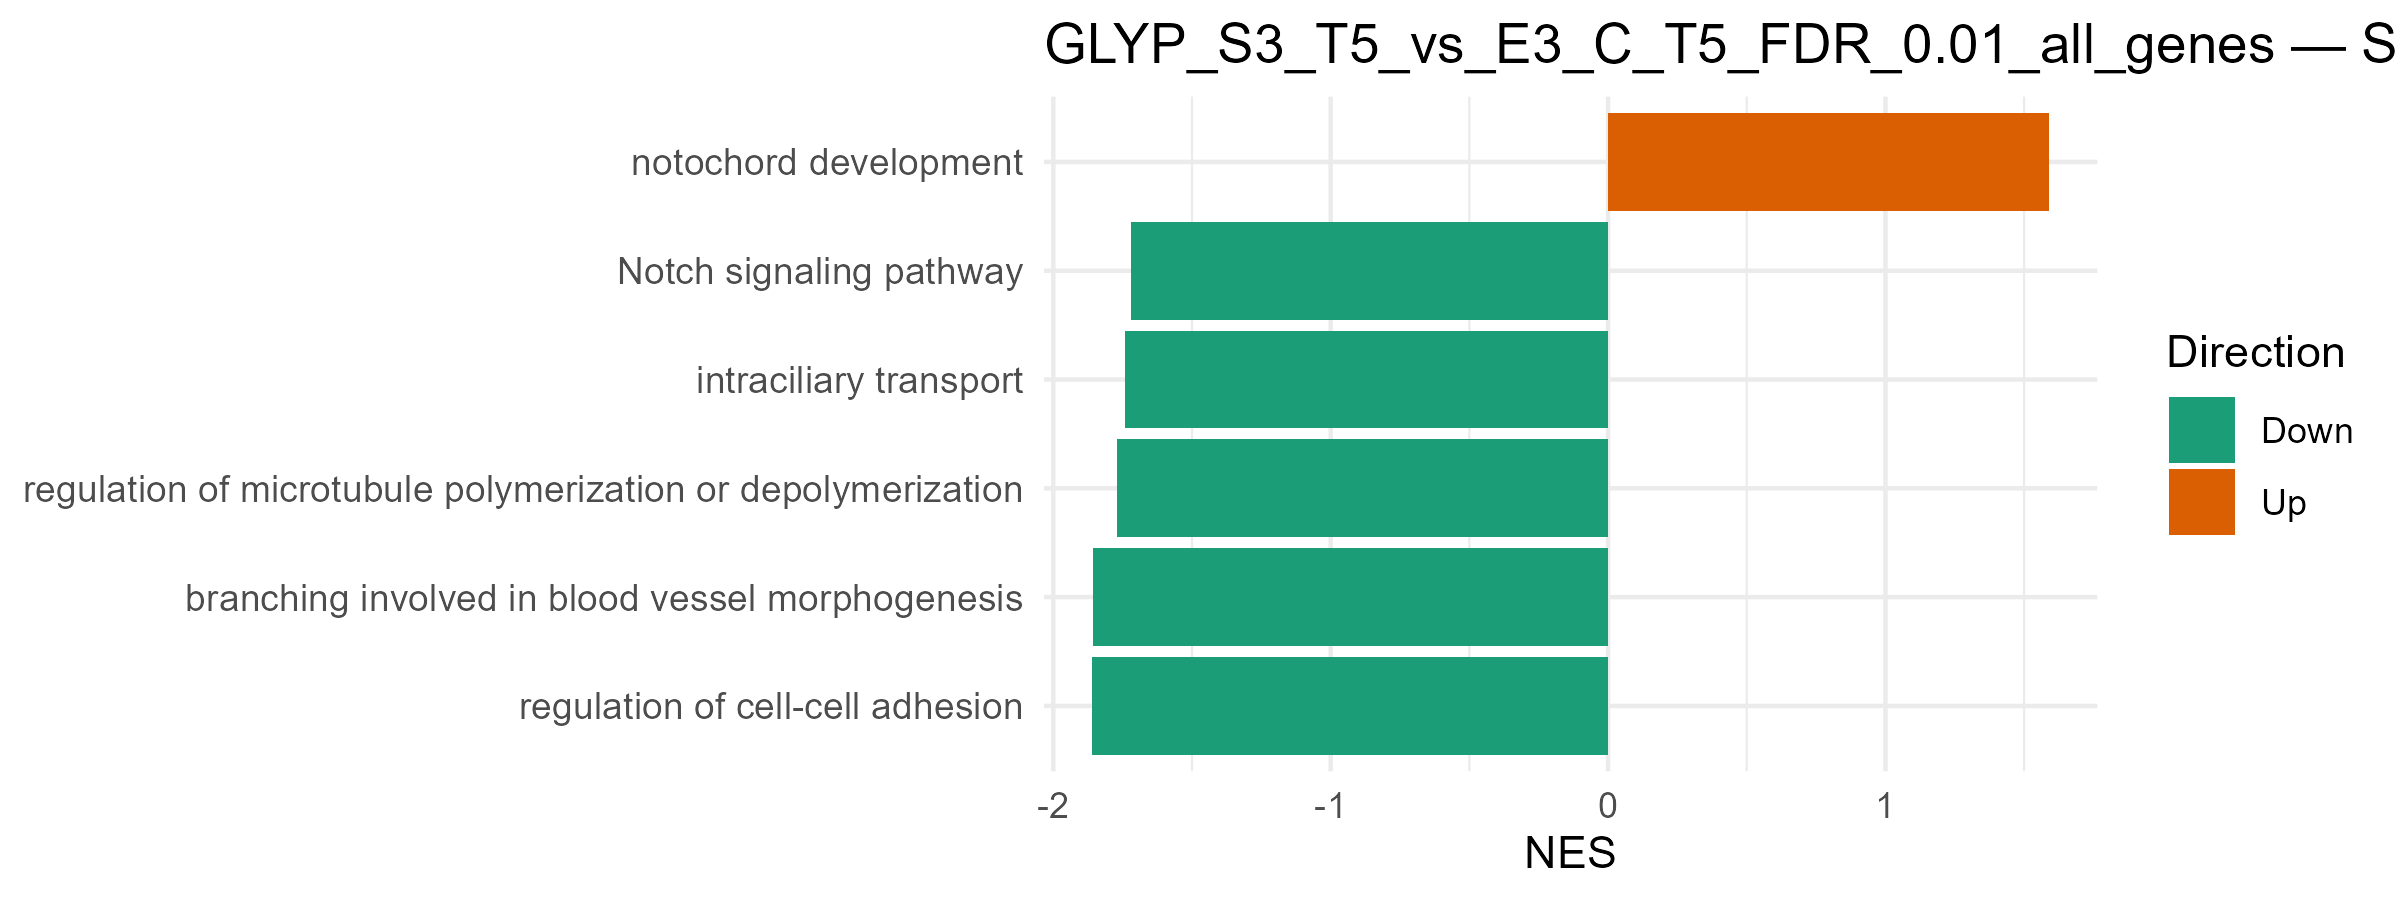 GLYP_S3_T5_vs_E3_C_T5_FDR_0.01_all_genes — S
notochord development
Notch signaling pathway
intraciliary transport
regulation of microtubule polymerization or depolymerization
branching involved in blood vessel morphogenesis
regulation of cell-cell adhesion
-2 -1 0 1
NES
Direction
Down
Up